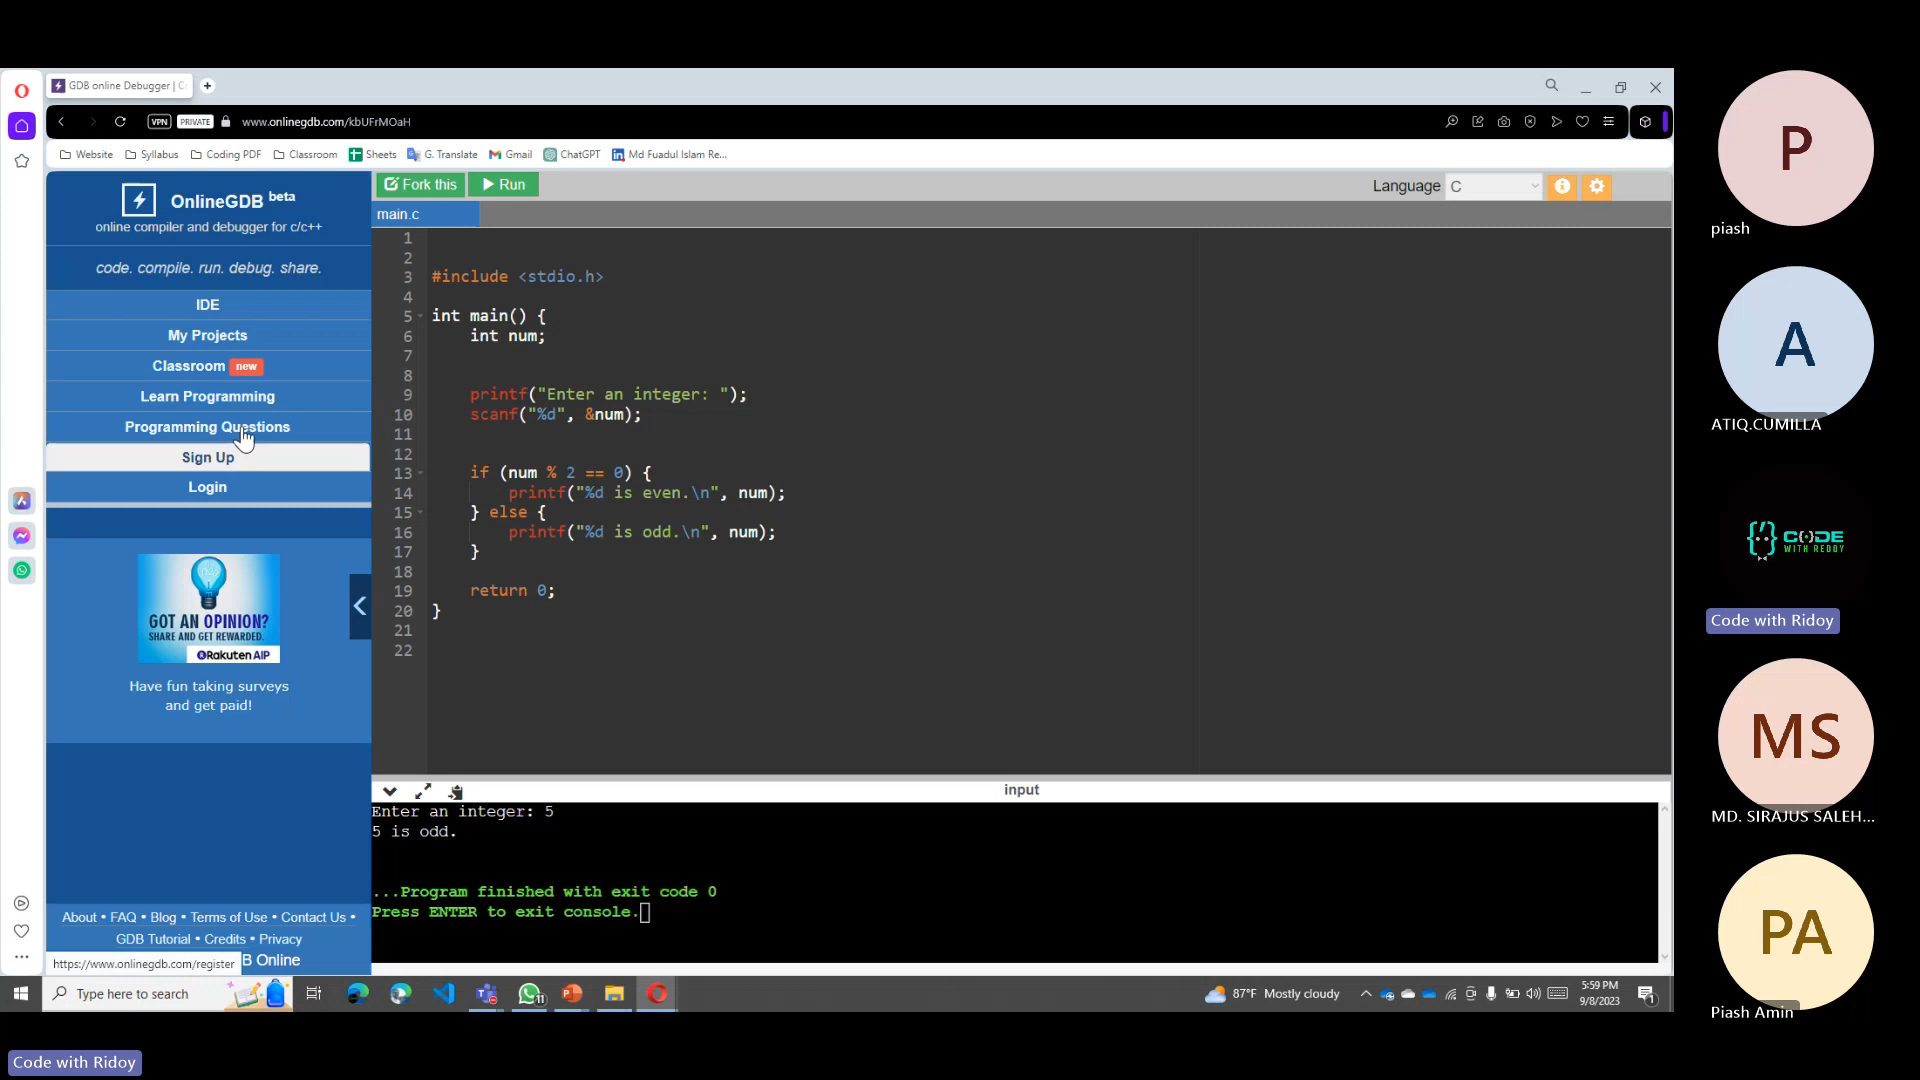 GDB online Debugger | C
VPN PRIVATE www.onlinegdb.com/kbUFrMOaH
Website Syllabus Coding PDF Classroom Sheets G. Translate Gmail ChatGPT Md Fuadul Islam Re...
OnlineGDB beta
online compiler and debugger for c/c++
code. compile. run. debug. share.
IDE
My Projects
Classroom new
Learn Programming
Programming Questions
Sign Up
Login
GOT AN OPINION?
SHARE AND GET REWARDED.
Rakuten AIP
Have fun taking surveys
and get paid!
About • FAQ • Blog • Terms of Use • Contact Us •
GDB Tutorial • Credits • Privacy
B Online
https://www.onlinegdb.com/register
Fork this Run Language C
main.c
1
2
3 #include <stdio.h>
4
5 int main() {
6 int num;
7
8
9 printf("Enter an integer: ");
10 scanf("%d", &num);
11
12
13 if (num % 2 == 0) {
14 printf("%d is even.\n", num);
15 } else {
16 printf("%d is odd.\n", num);
17 }
18
19 return 0;
20 }
21
22
input
Enter an integer: 5
5 is odd.
...Program finished with exit code 0
Press ENTER to exit console.
Type here to search
11
87°F Mostly cloudy
5:59 PM
9/8/2023
1
P
piash
A
ATIQ.CUMILLA
CODE
WITH REDOY
Code with Ridoy
MS
MD. SIRAJUS SALEH...
PA
Piash Amin
Code with Ridoy